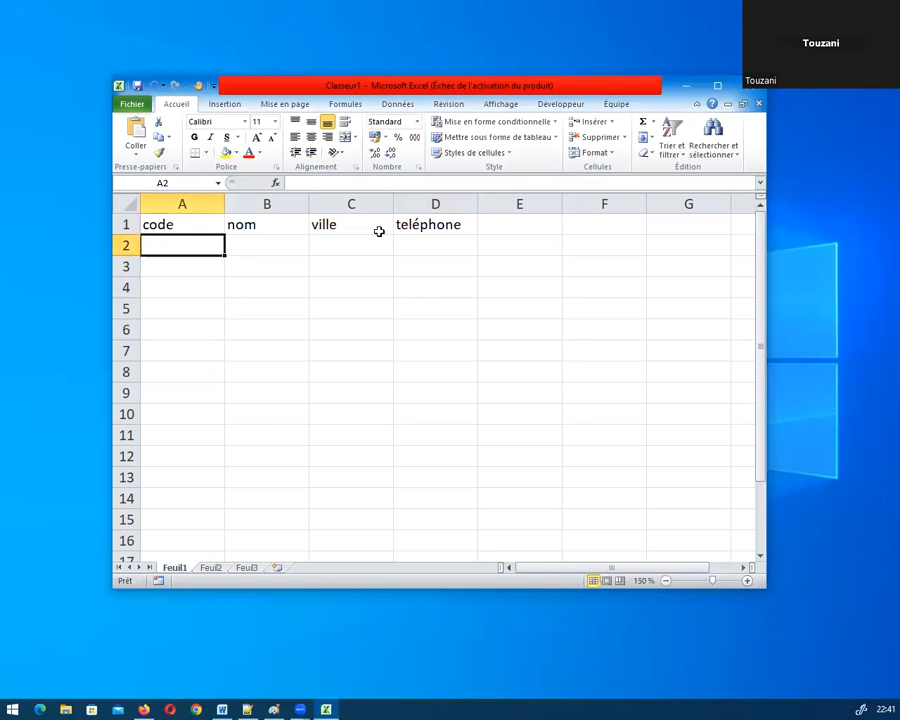 Touzani
Touzani
Classeur1 - Microsoft Excel (Échec de l'activation du produit)
Fichier Accueil Insertion Mise en page Formules Données Révision Affichage Développeur Équipe
Coller
Presse-papiers
Calibri 11
G I S
Police
Alignement
Standard
% 000
Nombre
Mise en forme conditionnelle
Mettre sous forme de tableau
Styles de cellules
Style
Insérer
Supprimer
Format
Cellules
Σ
Trier et filtrer
Rechercher et sélectionner
Édition
A2 fx
A B C D E F G
1 code nom ville teléphone
2
3
4
5
6
7
8
9
10
11
12
13
14
15
16
17
Feuil1 Feuil2 Feuil3
Prêt 150 %
22:41